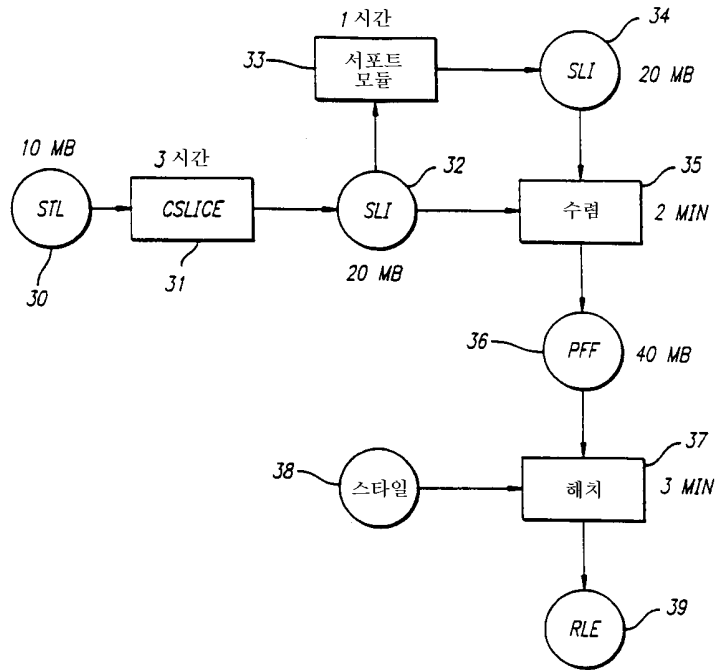 1 시간
34
33
서포트
모듈
SLI
20 MB
10 MB
3 시간
32
35
STL
CSLICE
SLI
수렴
2 MIN
30
31
20 MB
36
PFF
40 MB
37
38
스타일
해치
3 MIN
RLE
39